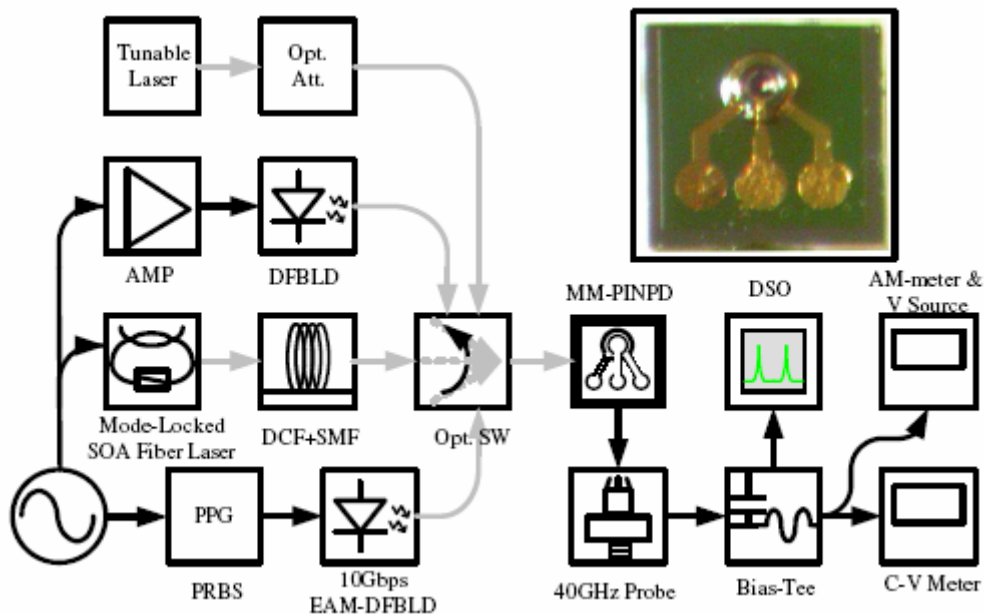 Tunable
Laser
Opt.
Att.
AMP
DFBLD
MM-PINPD
DSO
AM-meter &
V Source
Mode-Locked
SOA Fiber Laser
DCF+SMF
Opt. SW
PPG
PRBS
10Gbps
EAM-DFBLD
40GHz Probe
Bias-Tee
C-V Meter